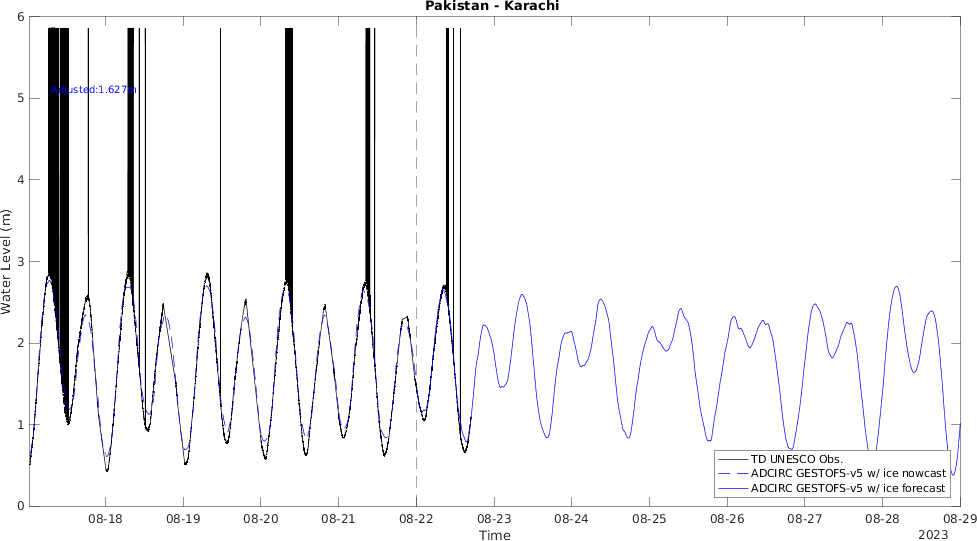 Pakistan - Karachi
6
5
4
3
2
1
0
Water Level (m)
Adjusted:1.627m
TD UNESCO Obs.
ADCIRC GESTOFS-v5 w/ ice nowcast
ADCIRC GESTOFS-v5 w/ ice forecast
08-18 08-19 08-20 08-21 08-22 08-23 08-24 08-25 08-26 08-27 08-28 08-29
Time
2023